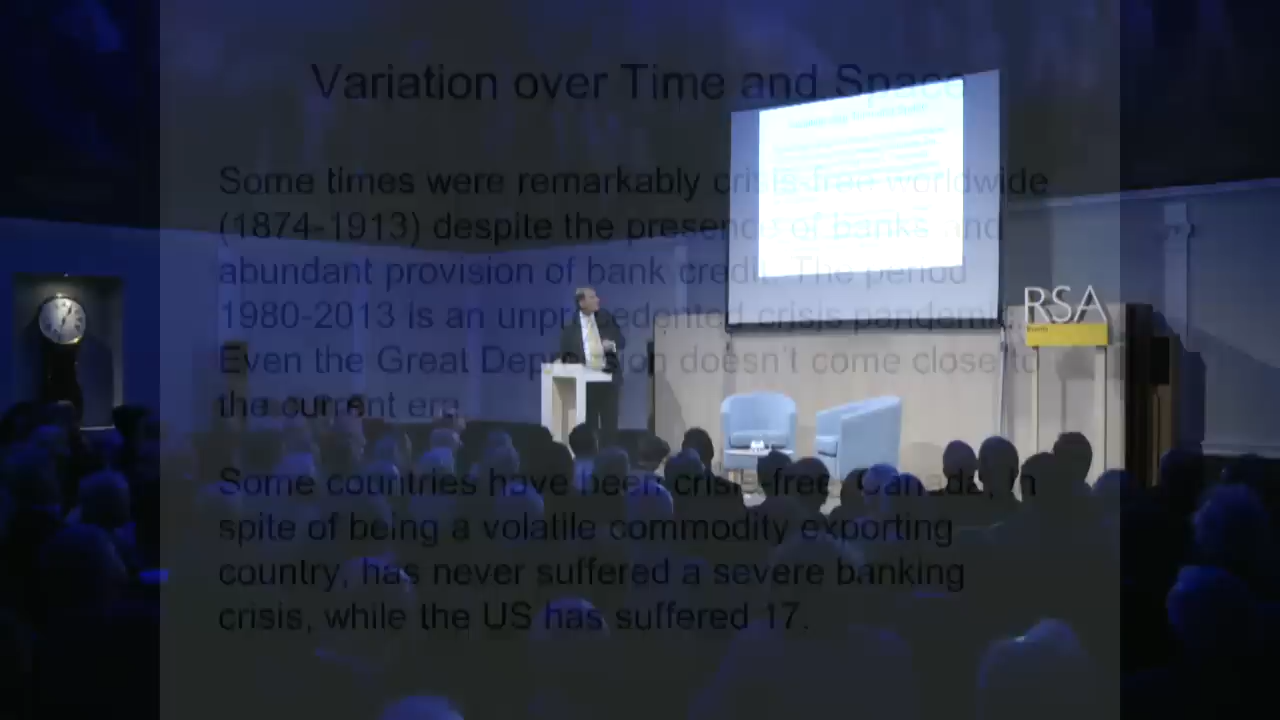 Variation over Time and Space
Some times were remarkably crisis-free worldwide
(1874-1913) despite the presence of banks and
abundant provision of bank credit. The period
1980-2013 is an unprecedented crisis pandemic.
Even the Great Depression doesn't come close to
the current era.
Some countries have been crisis-free. Canada, in
spite of being a volatile commodity exporting
country, has never suffered a severe banking
crisis, while the US has suffered 17.
RSA
Events